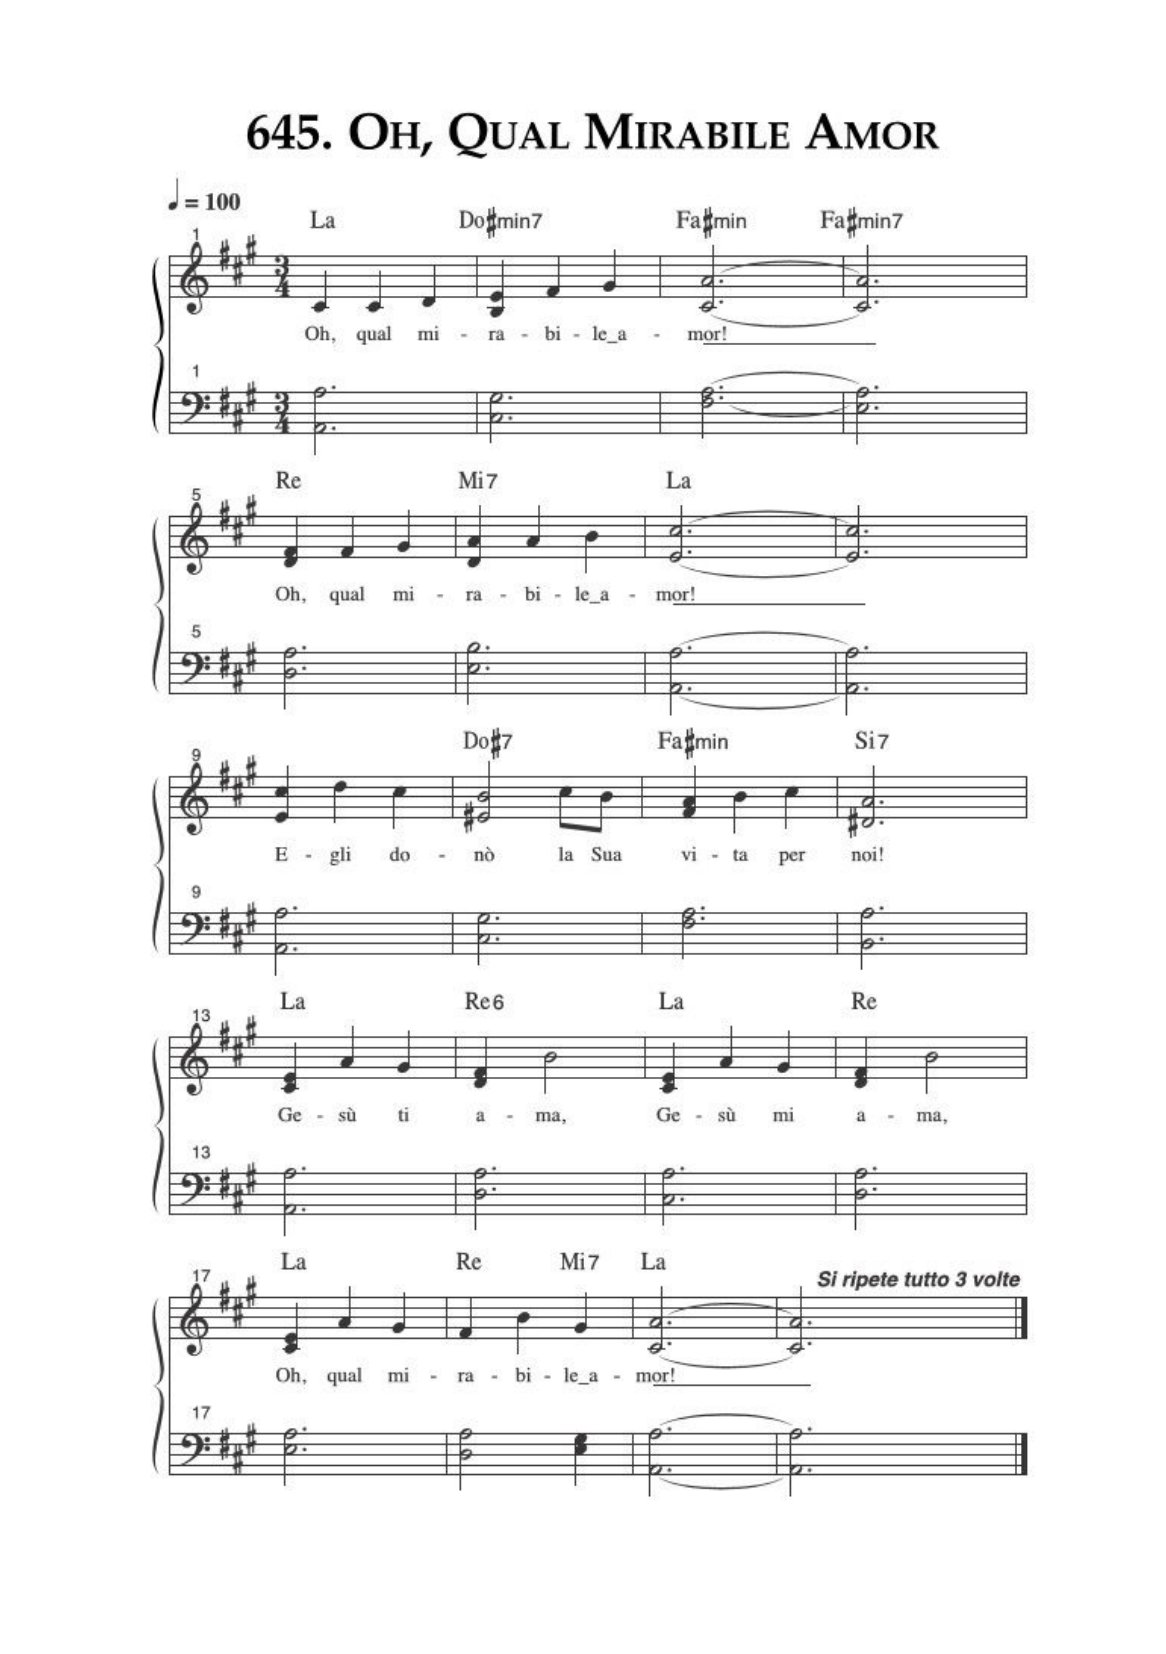 645. Oh, Qual Mirabile Amor
♩ = 100
La Do♯min7 Fa♯min Fa♯min7
1
3 4
Oh, qual mi - ra - bi - le_a - mor!
1
3 4
Re Mi7 La
5
Oh, qual mi - ra - bi - le_a - mor!
5
Do♯7 Fa♯min Si7
9
E - gli do - nò la Sua vi - ta per noi!
9
La Re6 La Re
13
Ge - sù ti a - ma, Ge - sù mi a - ma,
13
La Re Mi7 La
Si ripete tutto 3 volte
17
Oh, qual mi - ra - bi - le_a - mor!
17